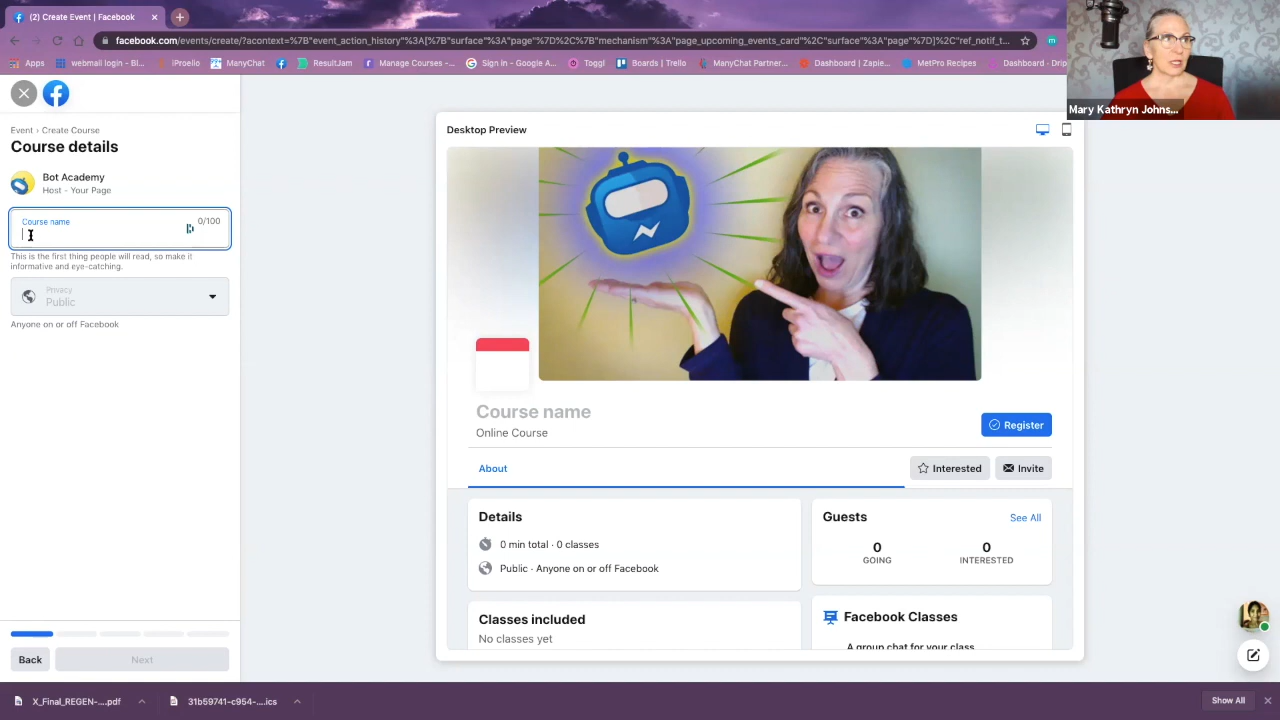 (2) Create Event | Facebook
facebook.com/events/create/?acontext=%7B"event_action_history"%3A[%7B"surface"%3A"page"%7D%2C%7B"mechanism"%3A"page_upcoming_events_card"%2C"surface"%3A"page"%7D]%2C"ref_notif_t...
Apps
webmail login - Bl...
iProello
ManyChat
ResultJam
Manage Courses -...
Sign in - Google A...
Toggl
Boards | Trello
ManyChat Partner...
Dashboard | Zapie...
MetPro Recipes
Dashboard - Drip
Mary Kathryn Johns...
Event › Create Course
Course details
Bot Academy
Host - Your Page
Course name
0/100
This is the first thing people will read, so make it
informative and eye-catching.
Privacy
Public
Anyone on or off Facebook
Back
Next
Desktop Preview
Course name
Online Course
Register
About
Interested
Invite
Details
0 min total · 0 classes
Public · Anyone on or off Facebook
Classes included
No classes yet
Guests
See All
0
GOING
0
INTERESTED
Facebook Classes
A group chat for your class
X_Final_REGEN-....pdf
31b59741-c954-....ics
Show All